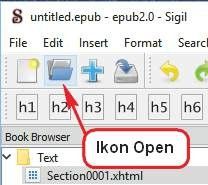 untitled.epub - epub2.0 - Sigil
File Edit Insert Format Search
h1 h2 h3 h4 h5 h6
Book Browser
Ikon Open
Text
Section0001.xhtml